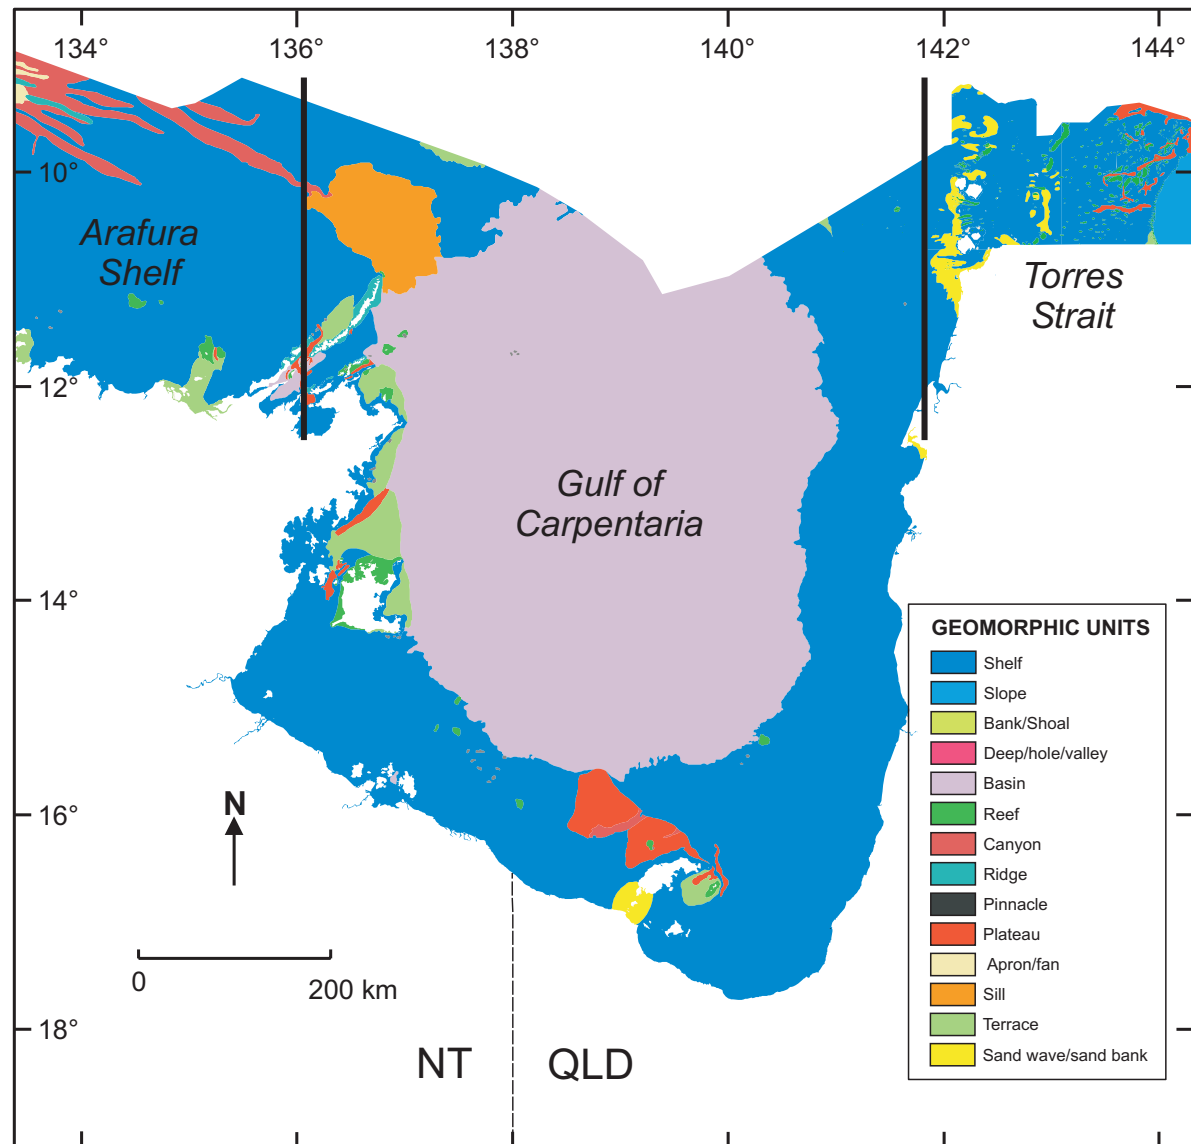 134° 136° 138° 140° 142° 144°
10°
Arafura
Shelf
Torres
Strait
12°
Gulf of
Carpentaria
14°
GEOMORPHIC UNITS
Shelf
Slope
Bank/Shoal
Deep/hole/valley
Basin
Reef
Canyon
Ridge
Pinnacle
Plateau
Apron/fan
Sill
Terrace
Sand wave/sand bank
16°
N
0 200 km
18°
NT QLD